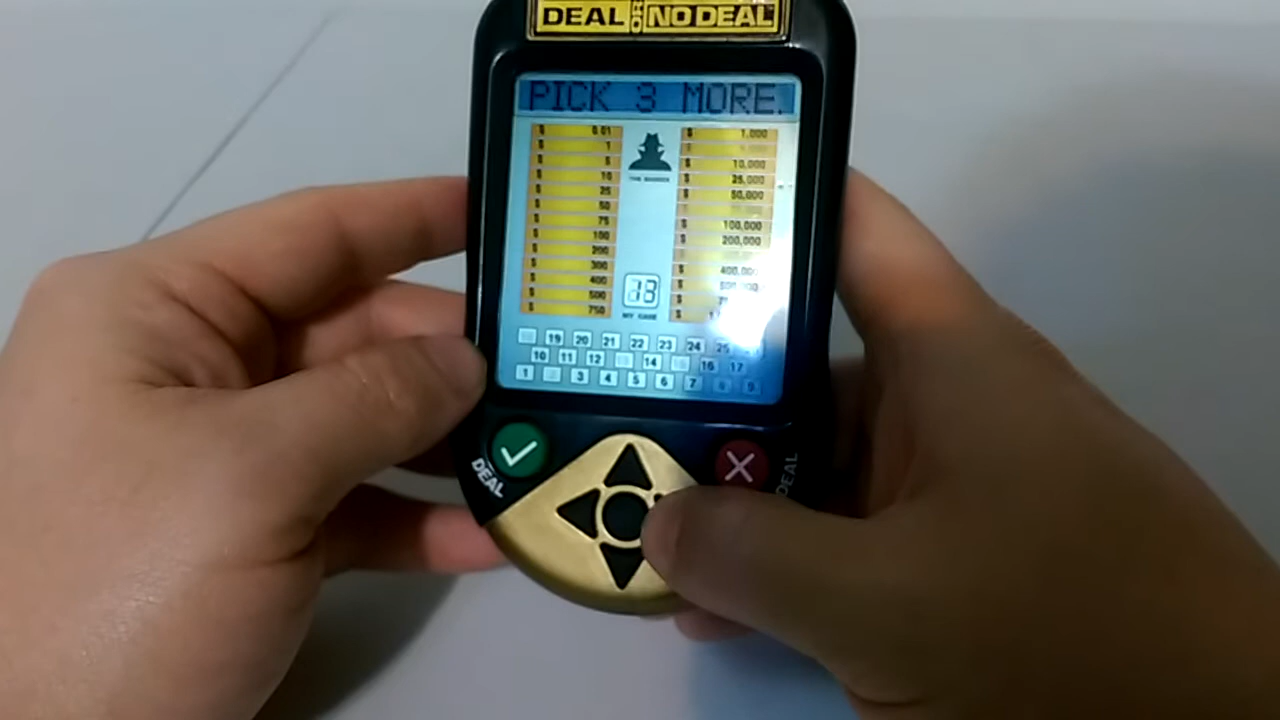 DEAL OR NO DEAL
PICK 3 MORE.
$ 0.01
$ 1
$ 5
$ 10
$ 25
$ 50
$ 75
$ 100
$ 200
$ 300
$ 400
$ 500
$ 750
THE BANKER
$ 1,000
$ 10,000
$ 25,000
$ 50,000
$ 100,000
$ 200,000
$ 400,000
$
$
$
MY CASE
19 20 21 22 23 24 25
10 11 12 14 16 17
1 3 4 5 6 7 8 9
DEAL
DEAL